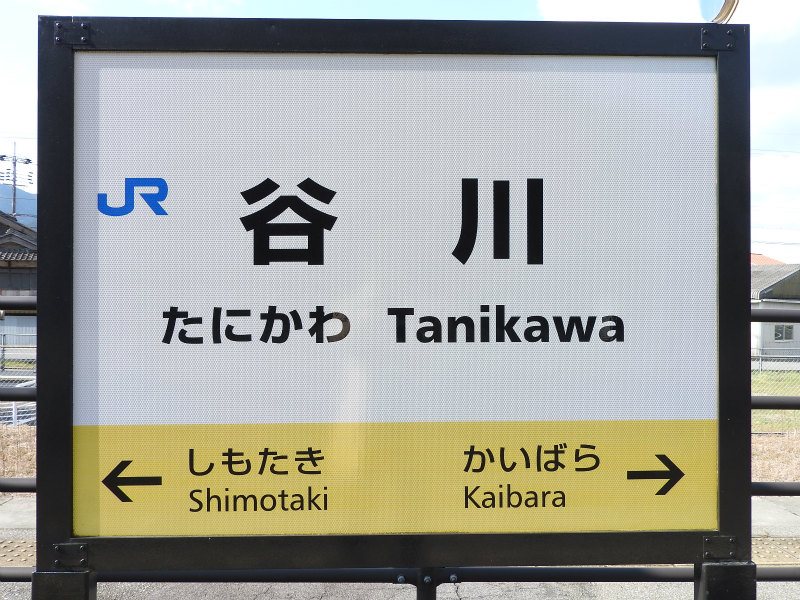 JR 谷川
たにかわ Tanikawa
← しもたき かいばら →
Shimotaki Kaibara